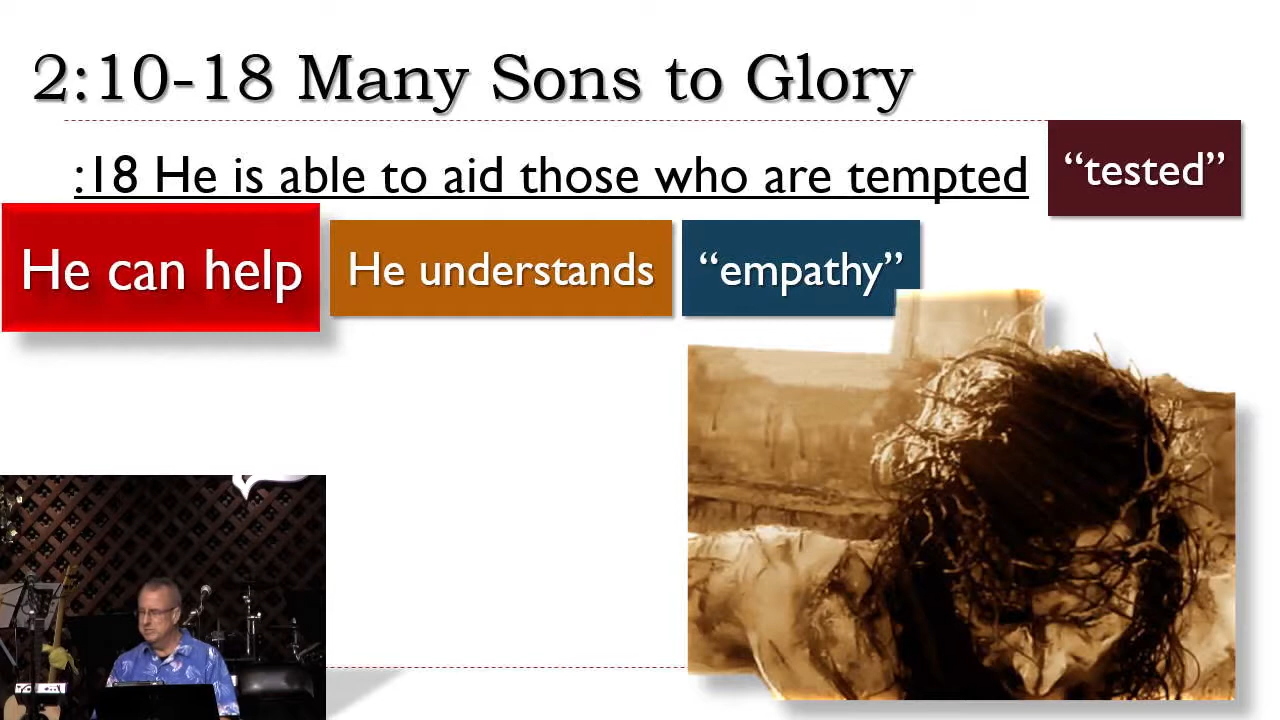 2:10-18 Many Sons to Glory
:18 He is able to aid those who are tempted
“tested”
He can help
He understands
“empathy”